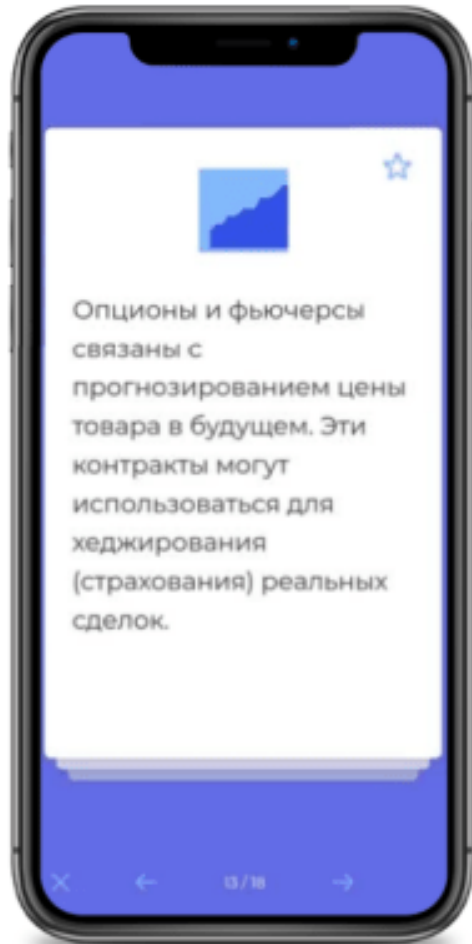 Опционы и фьючерсы
связаны с
прогнозированием цены
товара в будущем. Эти
контракты могут
использоваться для
хеджирования
(страхования) реальных
сделок.
13 / 18